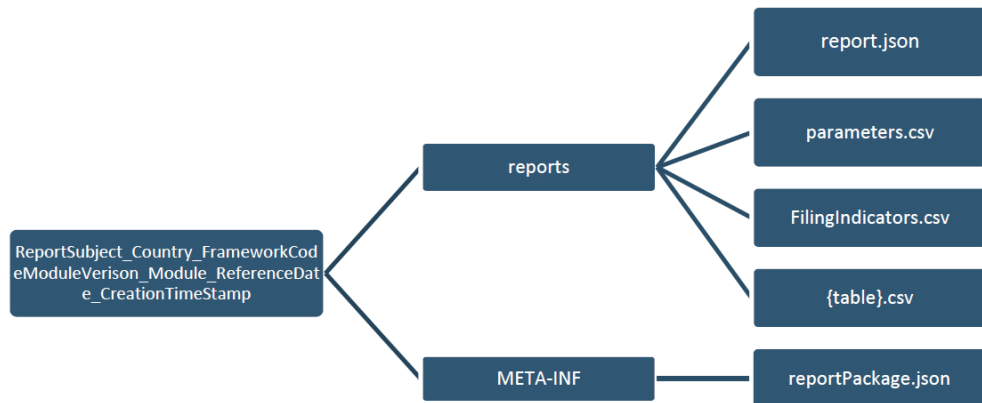 report.json
parameters.csv
reports
FilingIndicators.csv
ReportSubject_Country_FrameworkCod
eModuleVerison_Module_ReferenceDat
e_CreationTimeStamp
{table}.csv
META-INF
reportPackage.json